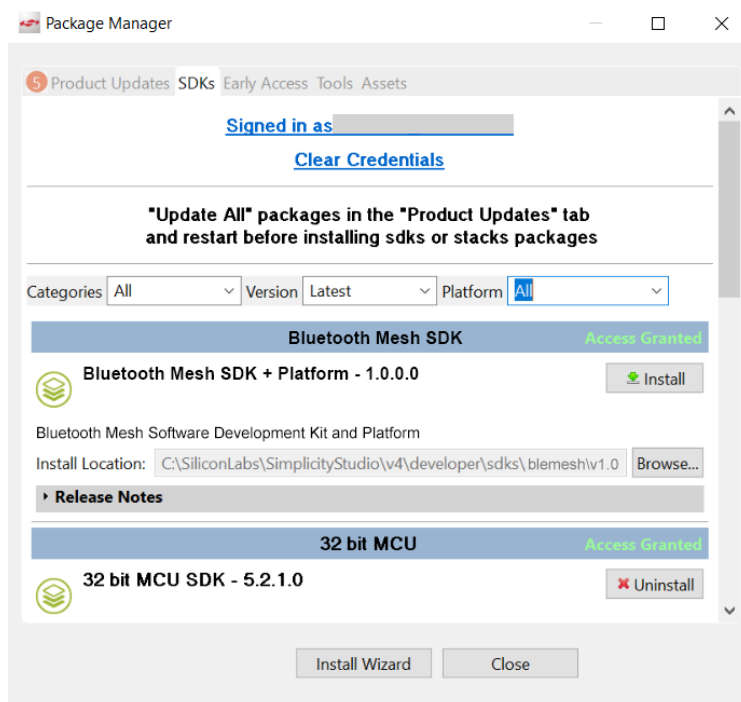 Package Manager
5 Product Updates SDKs Early Access Tools Assets
Signed in as
Clear Credentials
"Update All" packages in the "Product Updates" tab
and restart before installing sdks or stacks packages
Categories All Version Latest Platform All
Bluetooth Mesh SDK Access Granted
Bluetooth Mesh SDK + Platform - 1.0.0.0 Install
Bluetooth Mesh Software Development Kit and Platform
Install Location: C:\SiliconLabs\SimplicityStudio\v4\developer\sdks\blemesh\v1.0 Browse...
Release Notes
32 bit MCU Access Granted
32 bit MCU SDK - 5.2.1.0 Uninstall
Install Wizard Close